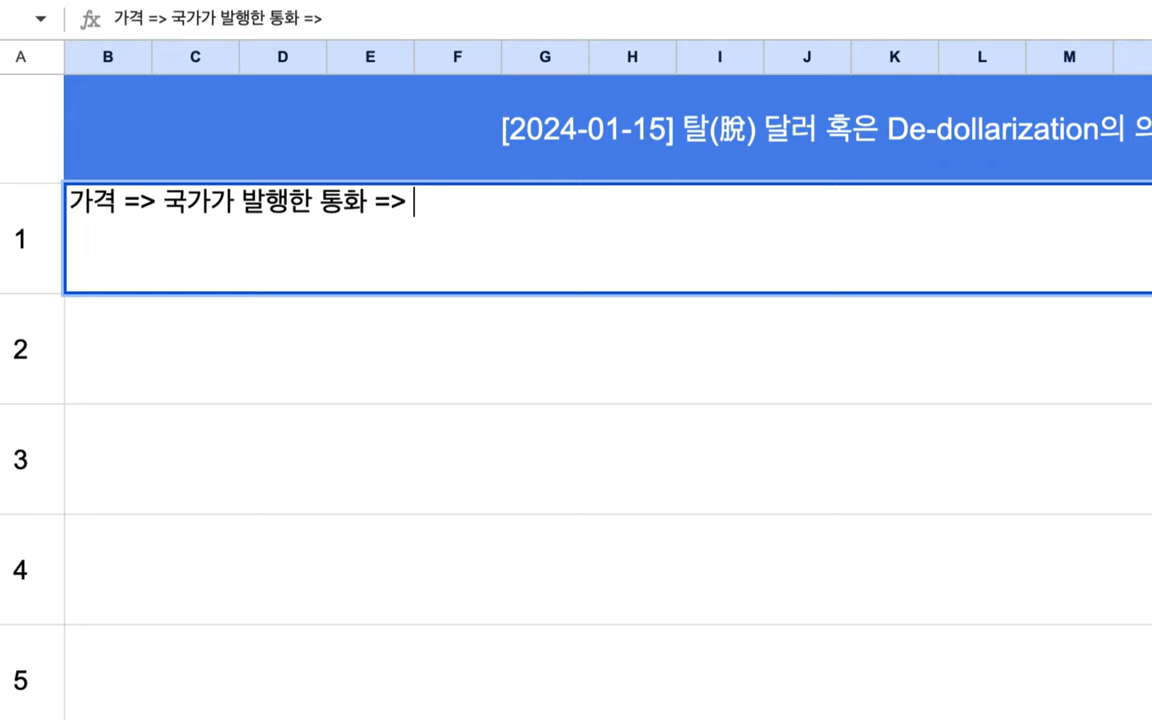 fx 가격 => 국가가 발행한 통화 =>
A B C D E F G H I J K L M
[2024-01-15] 탈(脫) 달러 혹은 De-dollarization의
가격 => 국가가 발행한 통화 =>
1
2
3
4
5